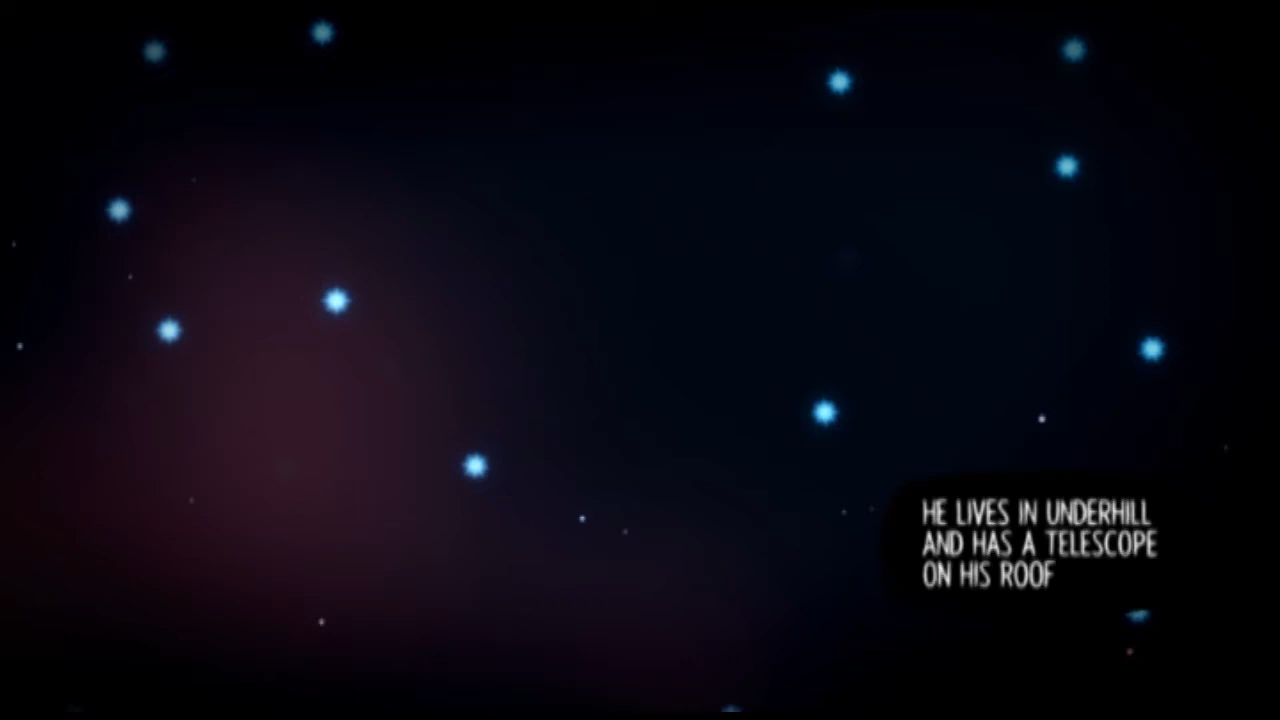 HE LIVES IN UNDERHILL
AND HAS A TELESCOPE
ON HIS ROOF